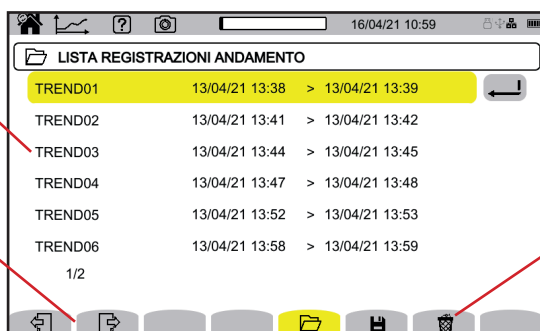 16/04/21 10:59
LISTA REGISTRAZIONI ANDAMENTO
TREND01 13/04/21 13:38 > 13/04/21 13:39
TREND02 13/04/21 13:41 > 13/04/21 13:42
TREND03 13/04/21 13:44 > 13/04/21 13:45
TREND04 13/04/21 13:47 > 13/04/21 13:48
TREND05 13/04/21 13:52 > 13/04/21 13:53
TREND06 13/04/21 13:58 > 13/04/21 13:59
1/2